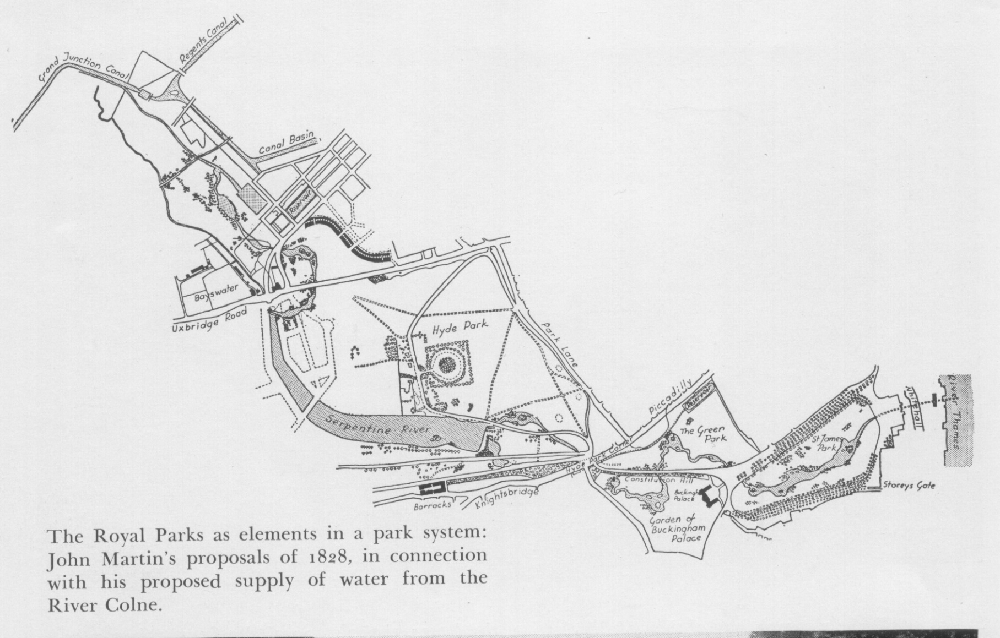 Grand Junction Canal
Regents Canal
Canal Basin
Reservoir
Bayswater
Uxbridge Road
Hyde Park
Park Lane
Serpentine River
Piccadilly
Reservoir
The Green
Park
Hyde Park Corner
Constitution Hill
Buckingham
Palace
Garden of
Buckingham
Palace
St James
Park
Whitehall
River Thames
Storeys Gate
Barracks
Knightsbridge
The Royal Parks as elements in a park system:
John Martin's proposals of 1828, in connection
with his proposed supply of water from the
River Colne.